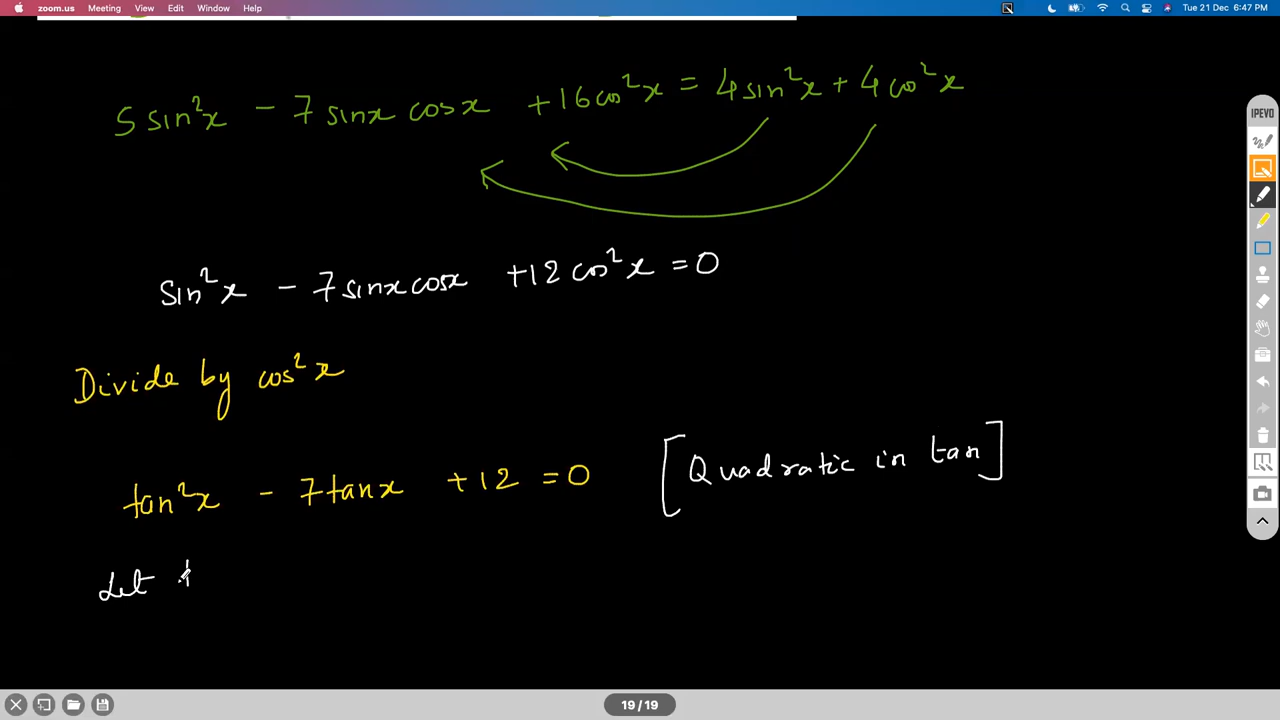 zoom.us Meeting View Edit Window Help Tue 21 Dec 6:47 PM
5 sin²x - 7 sinx cosx + 16 cos²x = 4 sin²x + 4 cos²x
IPEVO
sin²x - 7 sinx cosx + 12 cos²x = 0
Divide by cos²x
tan²x - 7 tanx + 12 = 0 [Quadratic in tan]
Let
19/19